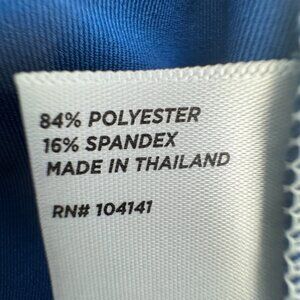 84% POLYESTER
16% SPANDEX
MADE IN THAILAND
RN# 104141